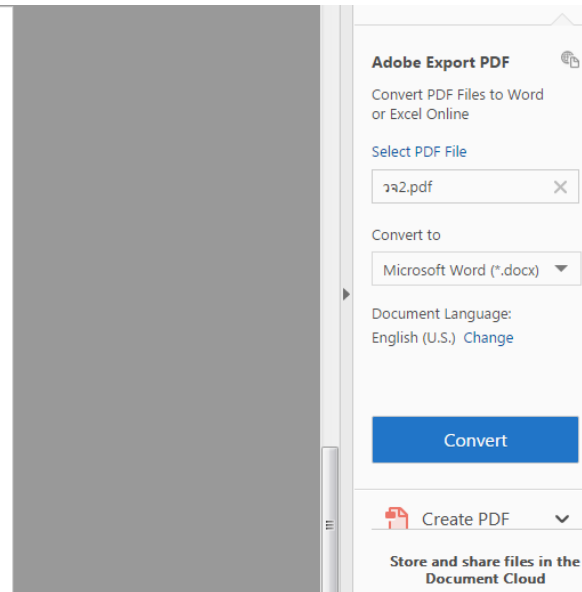 Adobe Export PDF
Convert PDF Files to Word
or Excel Online
Select PDF File
วจ2.pdf
Convert to
Microsoft Word (*.docx)
Document Language:
English (U.S.) Change
Convert
Create PDF
Store and share files in the
Document Cloud